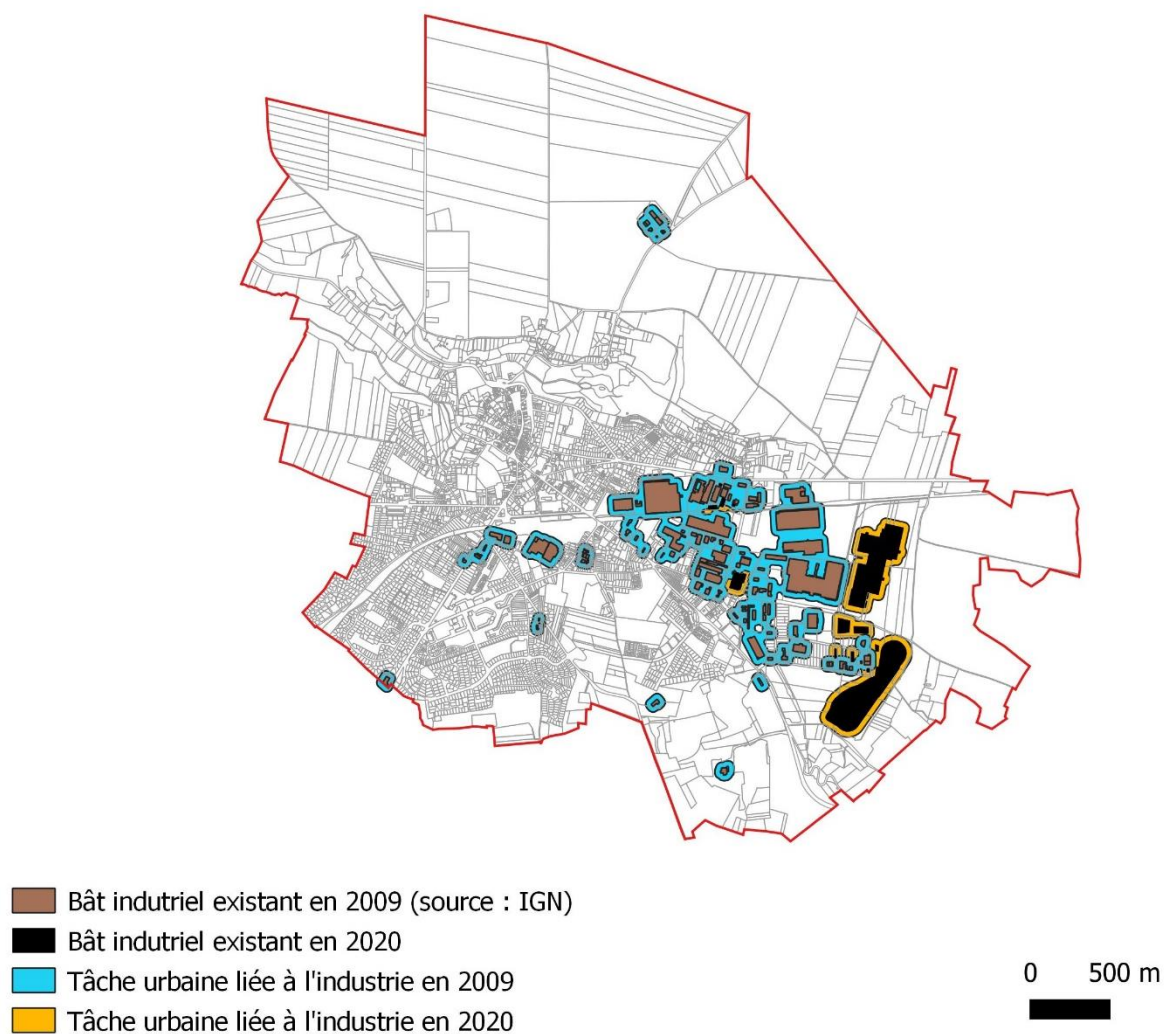 Bât indutriel existant en 2009 (source : IGN)
Bât indutriel existant en 2020
Tâche urbaine liée à l'industrie en 2009
Tâche urbaine liée à l'industrie en 2020
0 500 m